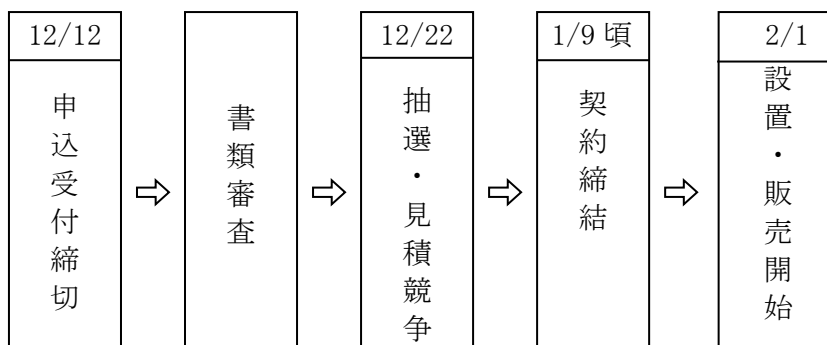 12/12
申込受付締切
⇨
書類審査
⇨
12/22
抽選・見積競争
⇨
1/9頃
契約締結
⇨
2/1
設置・販売開始